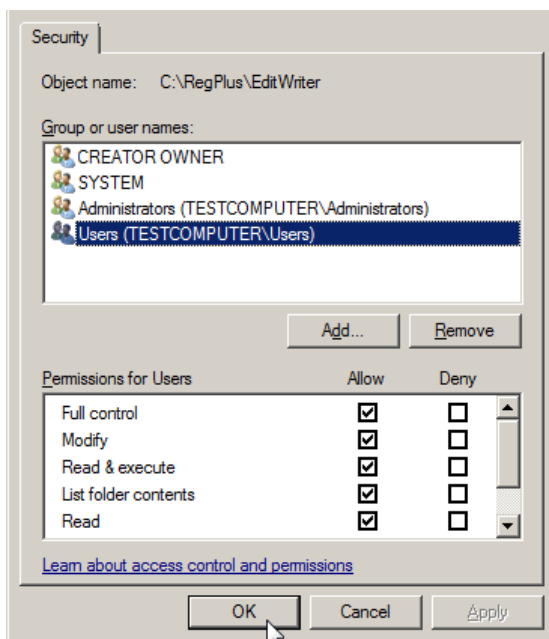 Security
Object name: C:\RegPlus\EditWriter
Group or user names:
CREATOR OWNER
SYSTEM
Administrators (TESTCOMPUTER\Administrators)
Users (TESTCOMPUTER\Users)
Add... Remove
Permissions for Users Allow Deny
Full control
Modify
Read & execute
List folder contents
Read
Learn about access control and permissions
OK Cancel Apply